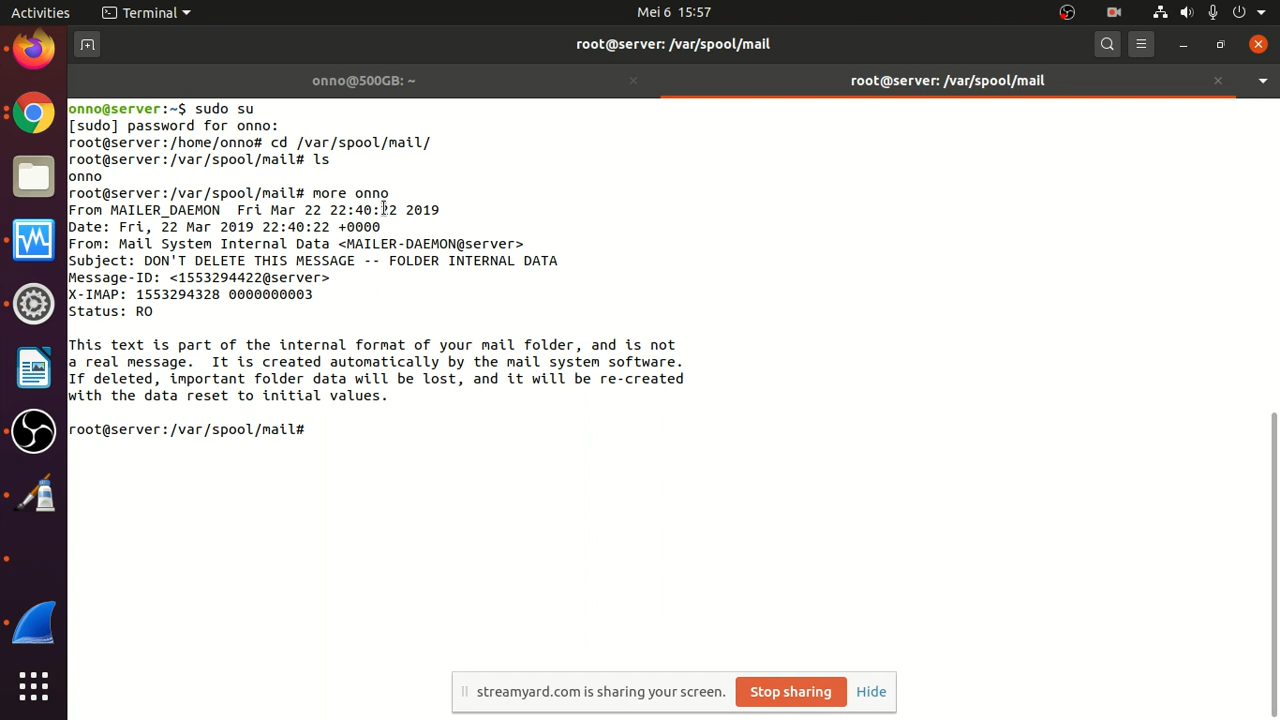 Activities
Terminal
Mei 6 15:57
root@server: /var/spool/mail
onno@500GB: ~
root@server: /var/spool/mail
onno@server:~$ sudo su
[sudo] password for onno:
root@server:/home/onno# cd /var/spool/mail/
root@server:/var/spool/mail# ls
onno
root@server:/var/spool/mail# more onno
From MAILER_DAEMON  Fri Mar 22 22:40:22 2019
Date: Fri, 22 Mar 2019 22:40:22 +0000
From: Mail System Internal Data <MAILER-DAEMON@server>
Subject: DON'T DELETE THIS MESSAGE -- FOLDER INTERNAL DATA
Message-ID: <1553294422@server>
X-IMAP: 1553294328 0000000003
Status: RO
This text is part of the internal format of your mail folder, and is not
a real message.  It is created automatically by the mail system software.
If deleted, important folder data will be lost, and it will be re-created
with the data reset to initial values.
root@server:/var/spool/mail#
streamyard.com is sharing your screen.
Stop sharing
Hide